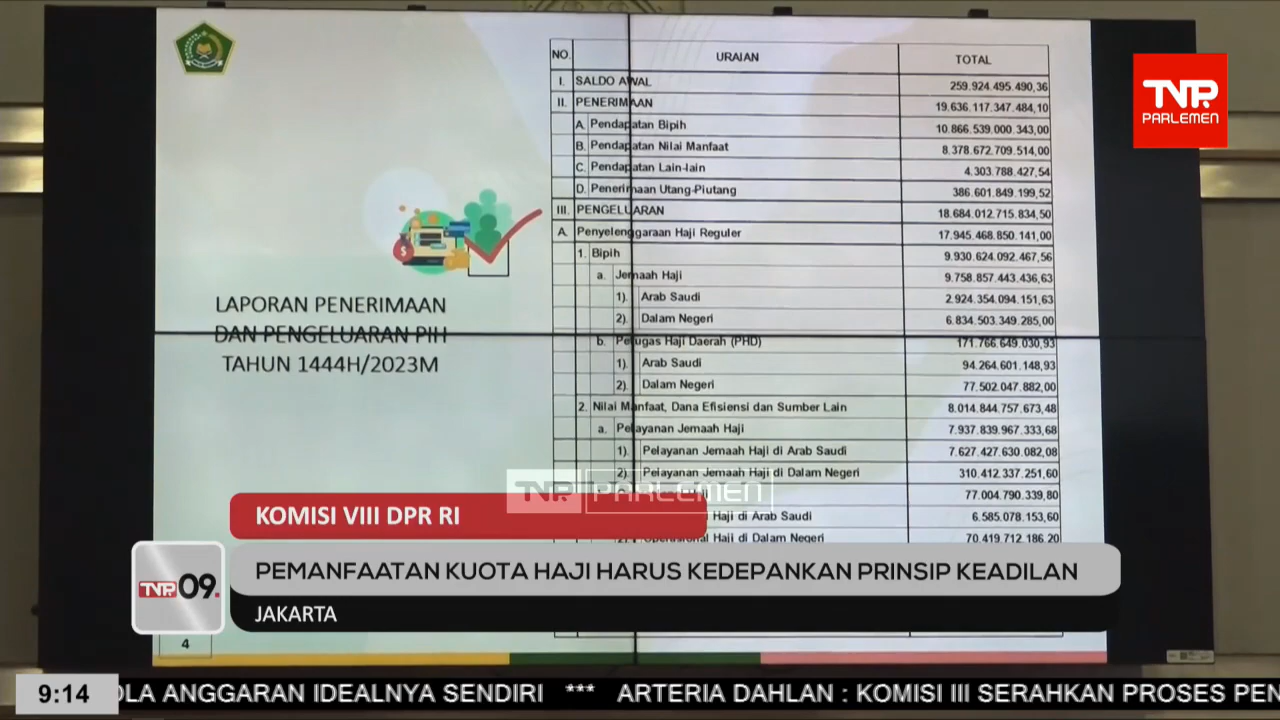 NO. URAIAN TOTAL
I. SALDO AWAL 259.924.495.490,36
II. PENERIMAAN 19.636.117.347.484,10
A. Pendapatan Bipih 10.866.539.000.343,00
B. Pendapatan Nilai Manfaat 8.378.672.709.514,00
C. Pendapatan Lain-lain 4.303.788.427,54
D. Penerimaan Utang-Piutang 386.601.849.199,52
III. PENGELUARAN 18.684.012.715.834,50
A. Penyelenggaraan Haji Reguler 17.945.468.850.141,00
1. Bipih 9.930.624.092.467,56
a. Jemaah Haji 9.758.857.443.436,63
1). Arab Saudi 2.924.354.094.151,63
2). Dalam Negeri 6.834.503.349.285,00
b. Petugas Haji Daerah (PHD) 171.766.649.030,93
1). Arab Saudi 94.264.601.148,93
2). Dalam Negeri 77.502.047.882,00
2. Nilai Manfaat, Dana Efisiensi dan Sumber Lain 8.014.844.757.673,48
a. Pelayanan Jemaah Haji 7.937.839.967.333,68
1). Pelayanan Jemaah Haji di Arab Saudi 7.627.427.630.082,08
2). Pelayanan Jemaah Haji di Dalam Negeri 310.412.337.251,60
77.004.790.339,80
Haji di Arab Saudi 6.585.078.153,60
Operasional Haji di Dalam Negeri 70.419.712.186,20
LAPORAN PENERIMAAN
DAN PENGELUARAN PIH
TAHUN 1444H/2023M
4
TVP.
PARLEMEN
TVP. PARLEMEN
KOMISI VIII DPR RI
TVP. 09.
PEMANFAATAN KUOTA HAJI HARUS KEDEPANKAN PRINSIP KEADILAN
JAKARTA
9:14 OLA ANGGARAN IDEALNYA SENDIRI *** ARTERIA DAHLAN : KOMISI III SERAHKAN PROSES PEN